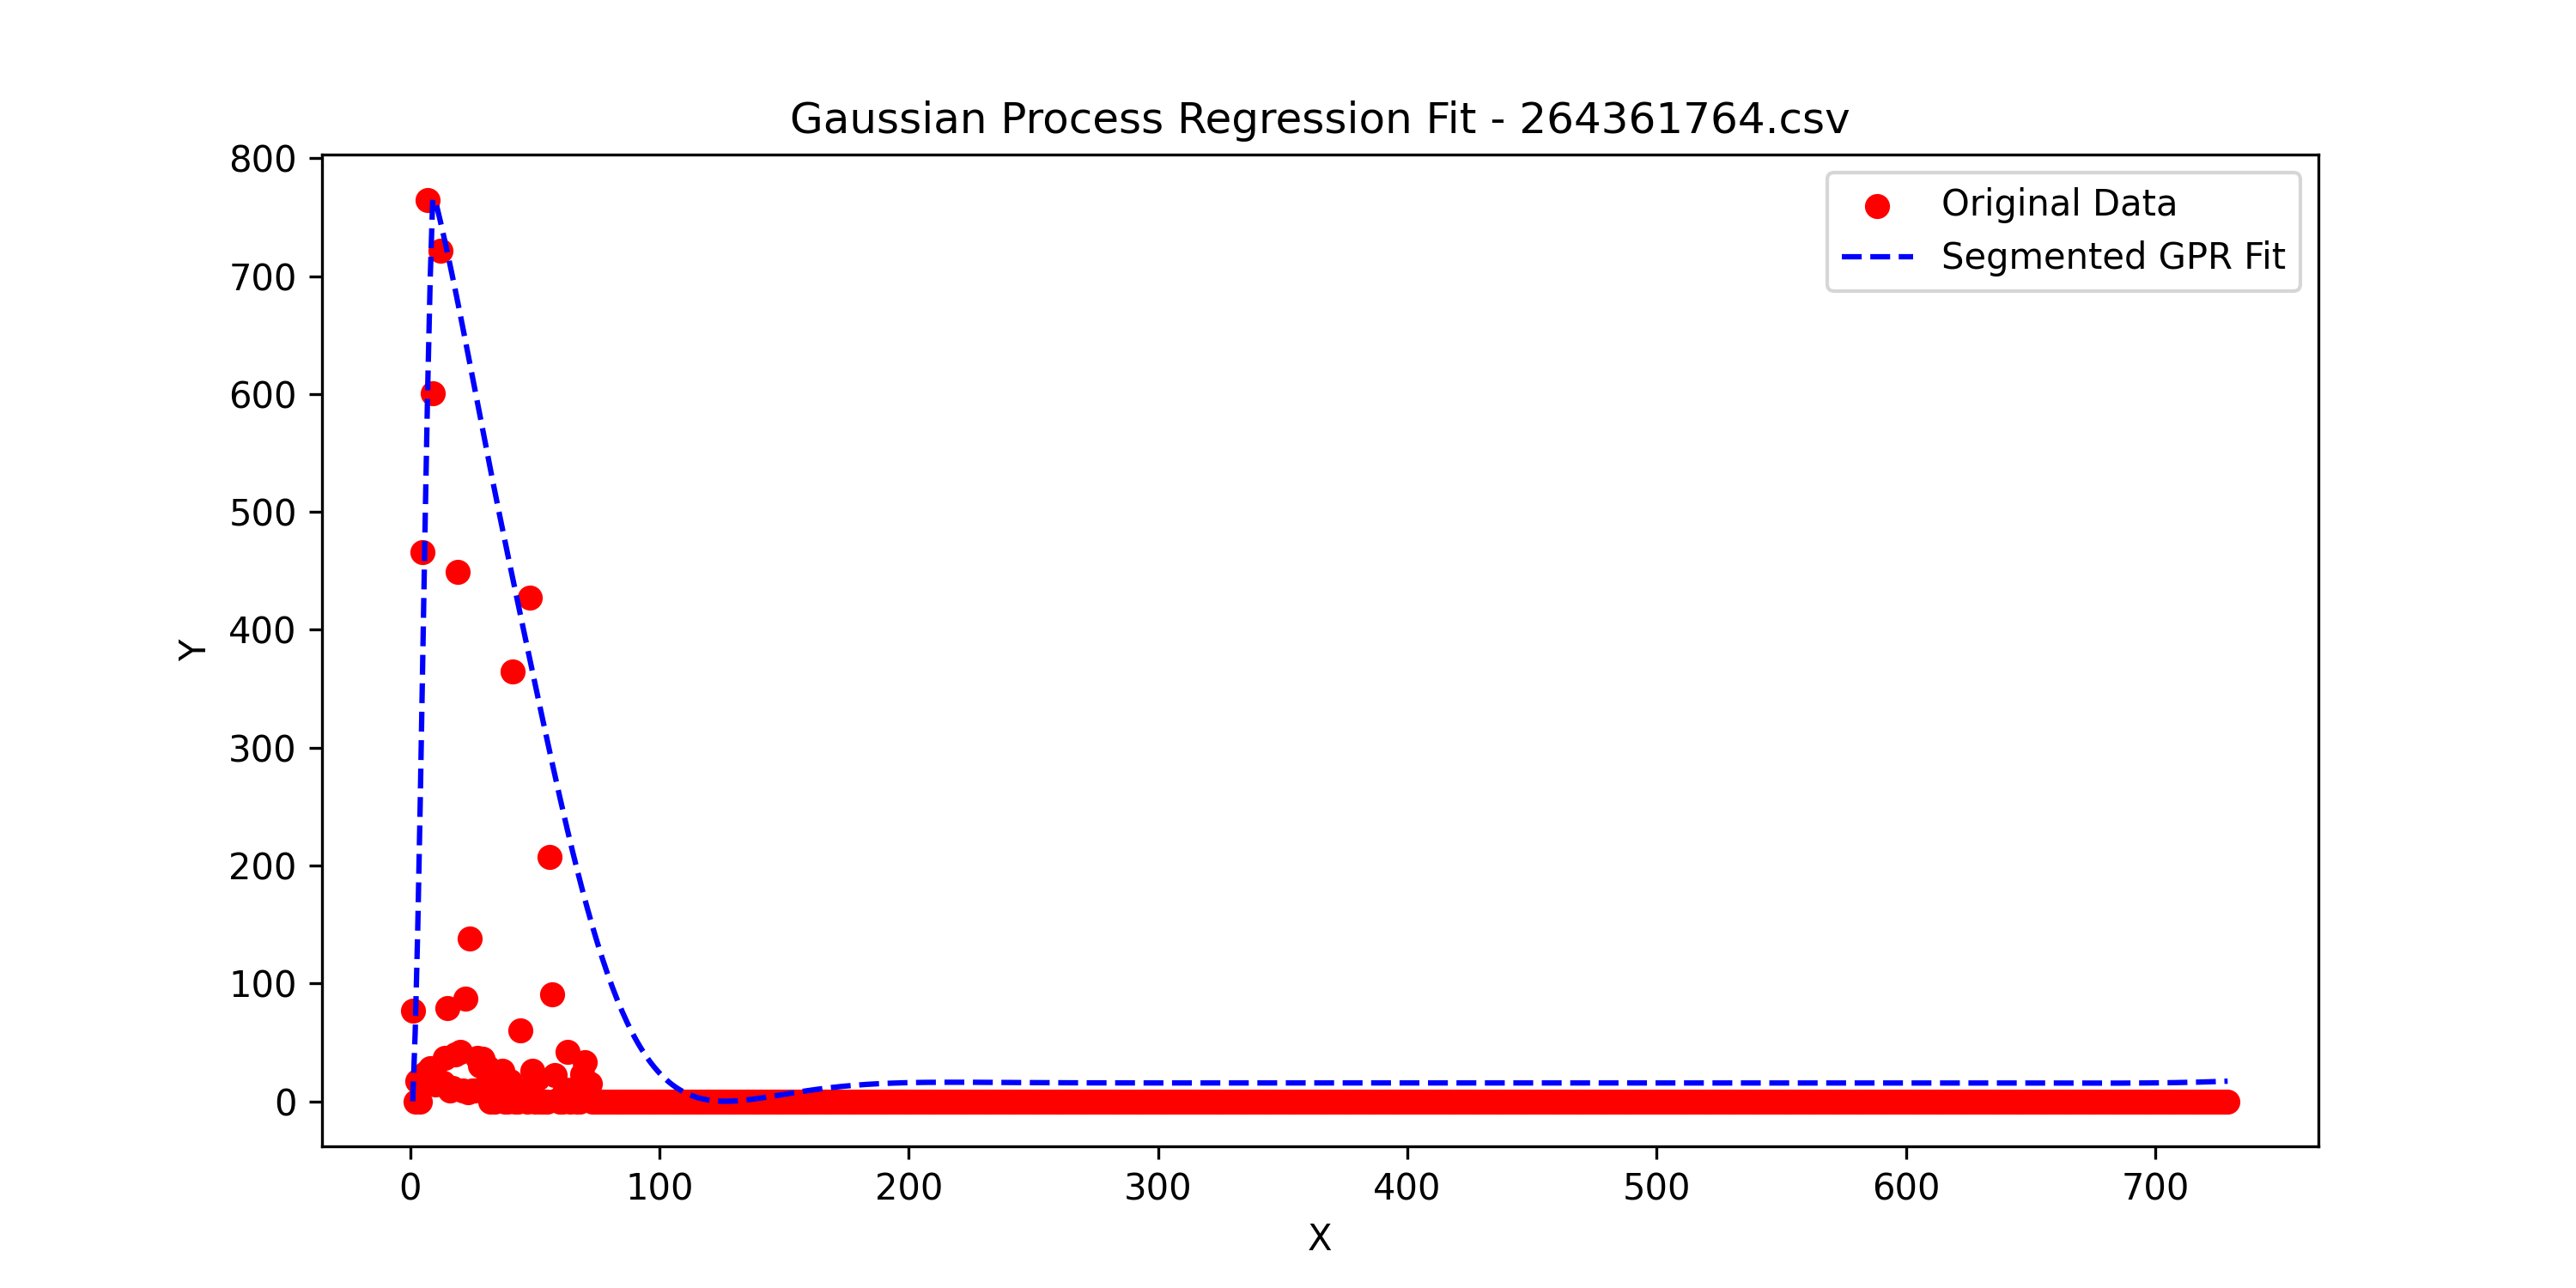 Gaussian Process Regression Fit - 264361764.csv
Original Data
Segmented GPR Fit
800
700
600
500
400
300
200
100
0
Y
0 100 200 300 400 500 600 700
X